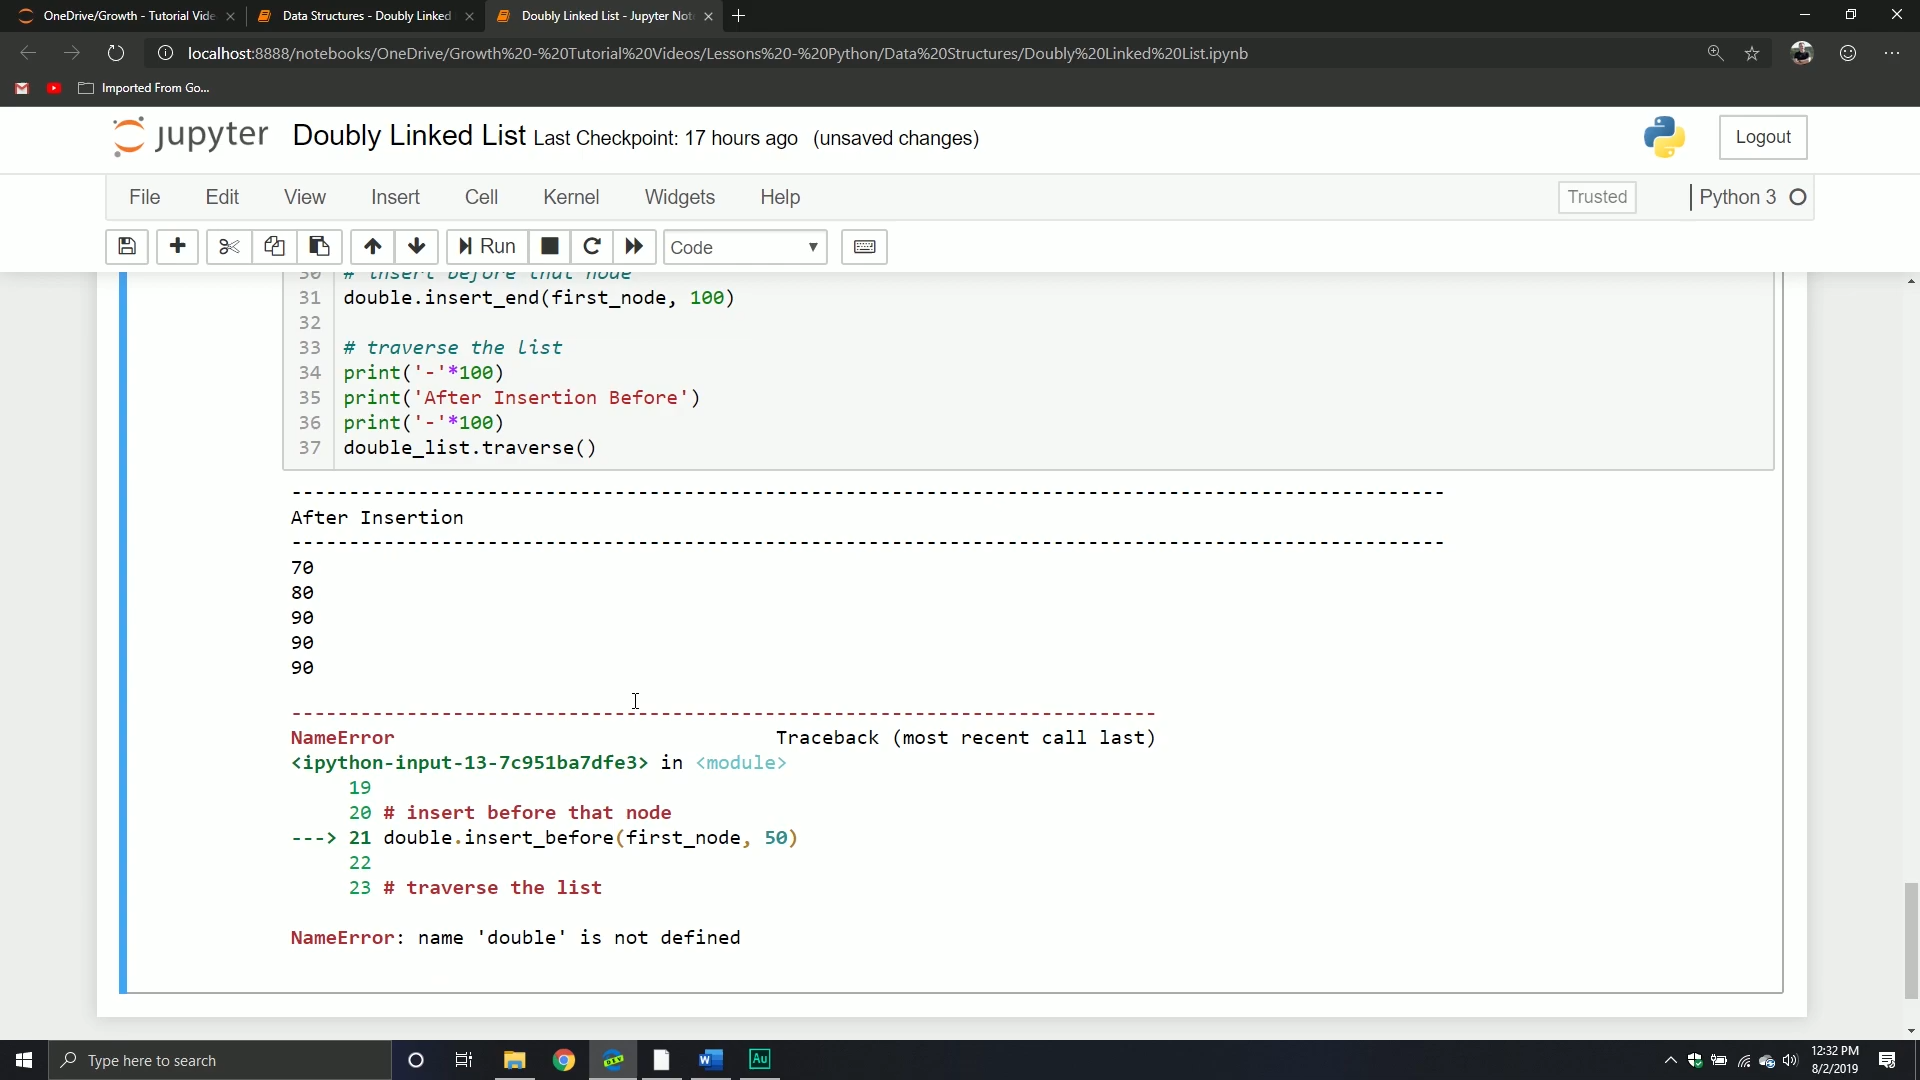 OneDrive/Growth - Tutorial Vide
Data Structures - Doubly Linked
Doubly Linked List - Jupyter Not
localhost:8888/notebooks/OneDrive/Growth%20-%20Tutorial%20Videos/Lessons%20-%20Python/Data%20Structures/Doubly%20Linked%20List.ipynb
Imported From Go...
jupyter Doubly Linked List Last Checkpoint: 17 hours ago (unsaved changes)
Logout
File Edit View Insert Cell Kernel Widgets Help
Trusted
Python 3
Run
Code
30 # insert before that node
31 double.insert_end(first_node, 100)
32
33 # traverse the list
34 print('-'*100)
35 print('After Insertion Before')
36 print('-'*100)
37 double_list.traverse()
----------------------------------------------------------------------------------------------------
After Insertion
----------------------------------------------------------------------------------------------------
70
80
90
90
90
---------------------------------------------------------------------------
NameError Traceback (most recent call last)
<ipython-input-13-7c951ba7dfe3> in <module>
19
20 # insert before that node
---> 21 double.insert_before(first_node, 50)
22
23 # traverse the list
NameError: name 'double' is not defined
Type here to search
DEV
Au
12:32 PM
8/2/2019